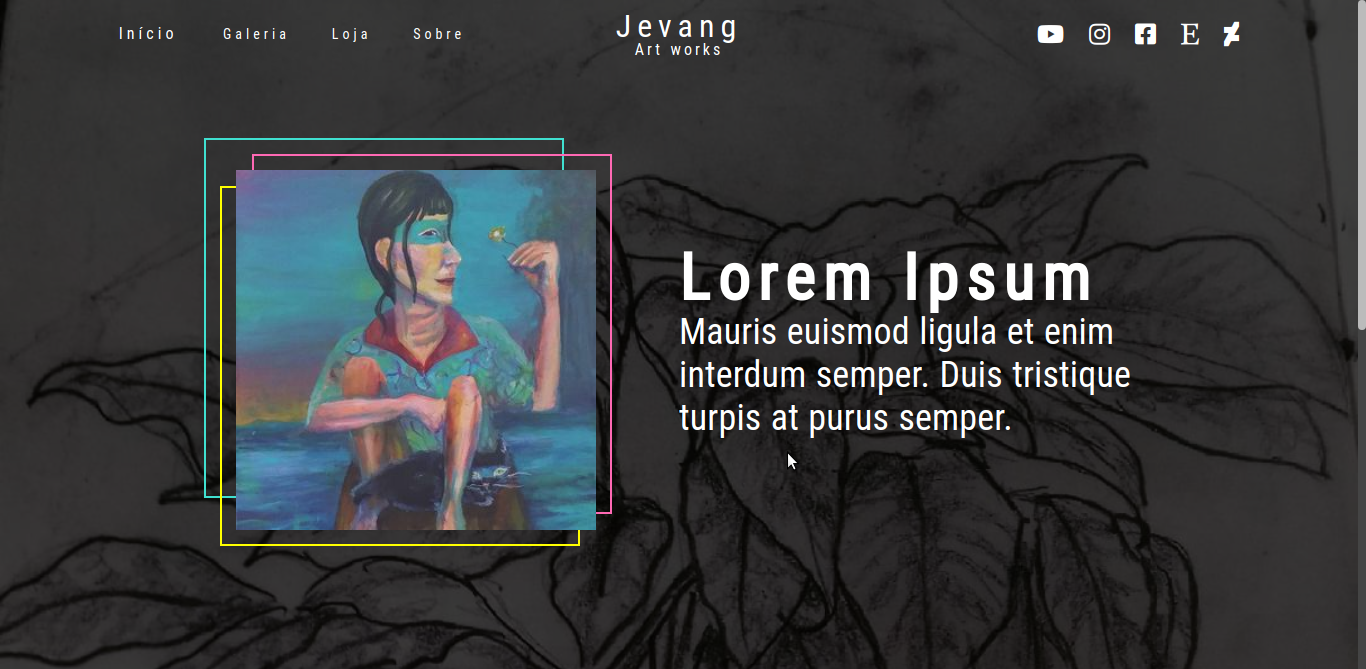 Início Galeria Loja Sobre
Jevang
Art works
Lorem Ipsum
Mauris euismod ligula et enim
interdum semper. Duis tristique
turpis at purus semper.